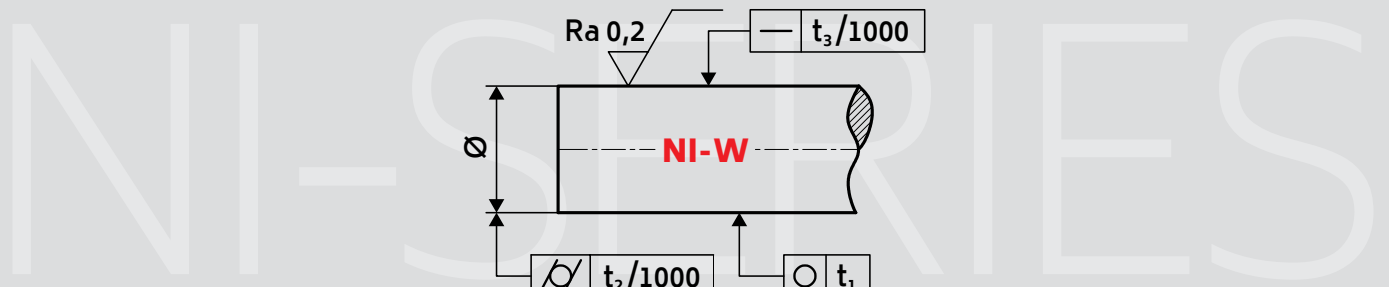 NI-SERIES
Ra 0,2
— t₃/1000
Ø
NI-W
⌭ t₂/1000
○ t₁